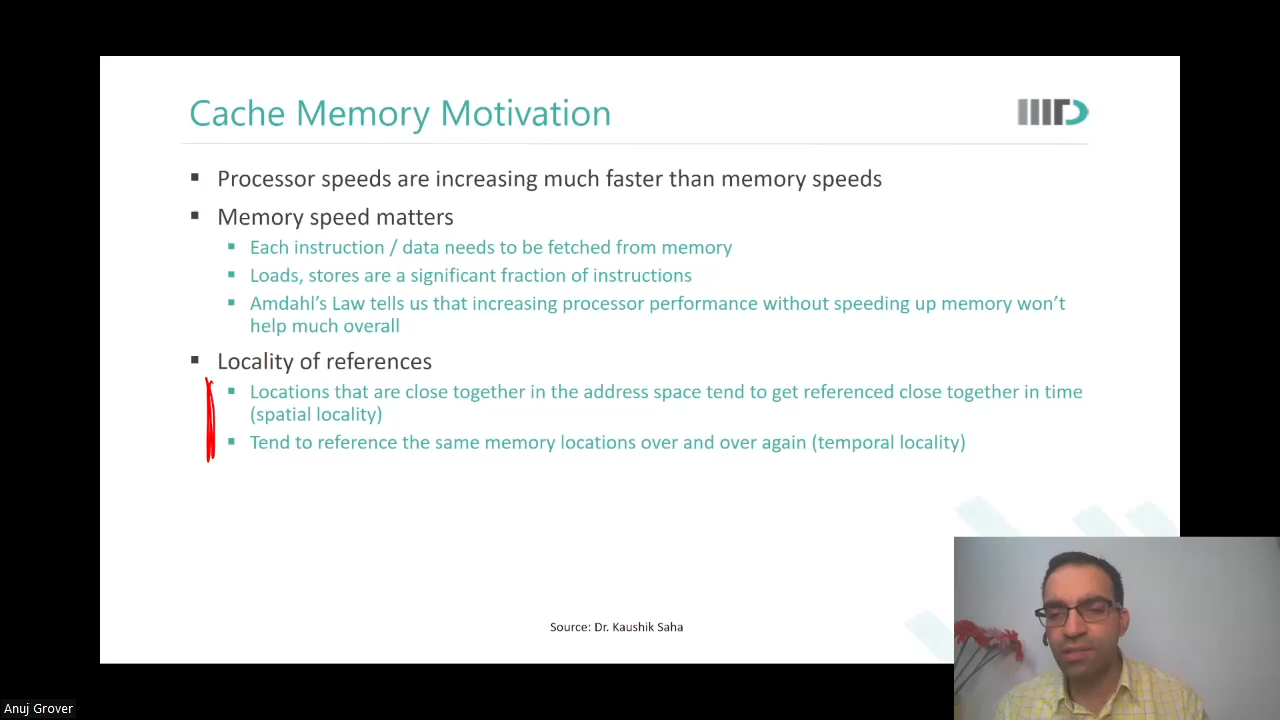 Cache Memory Motivation
IIITD
▪ Processor speeds are increasing much faster than memory speeds
▪ Memory speed matters
▪ Each instruction / data needs to be fetched from memory
▪ Loads, stores are a significant fraction of instructions
▪ Amdahl’s Law tells us that increasing processor performance without speeding up memory won’t
help much overall
▪ Locality of references
▪ Locations that are close together in the address space tend to get referenced close together in time
(spatial locality)
▪ Tend to reference the same memory locations over and over again (temporal locality)
Source: Dr. Kaushik Saha
Anuj Grover